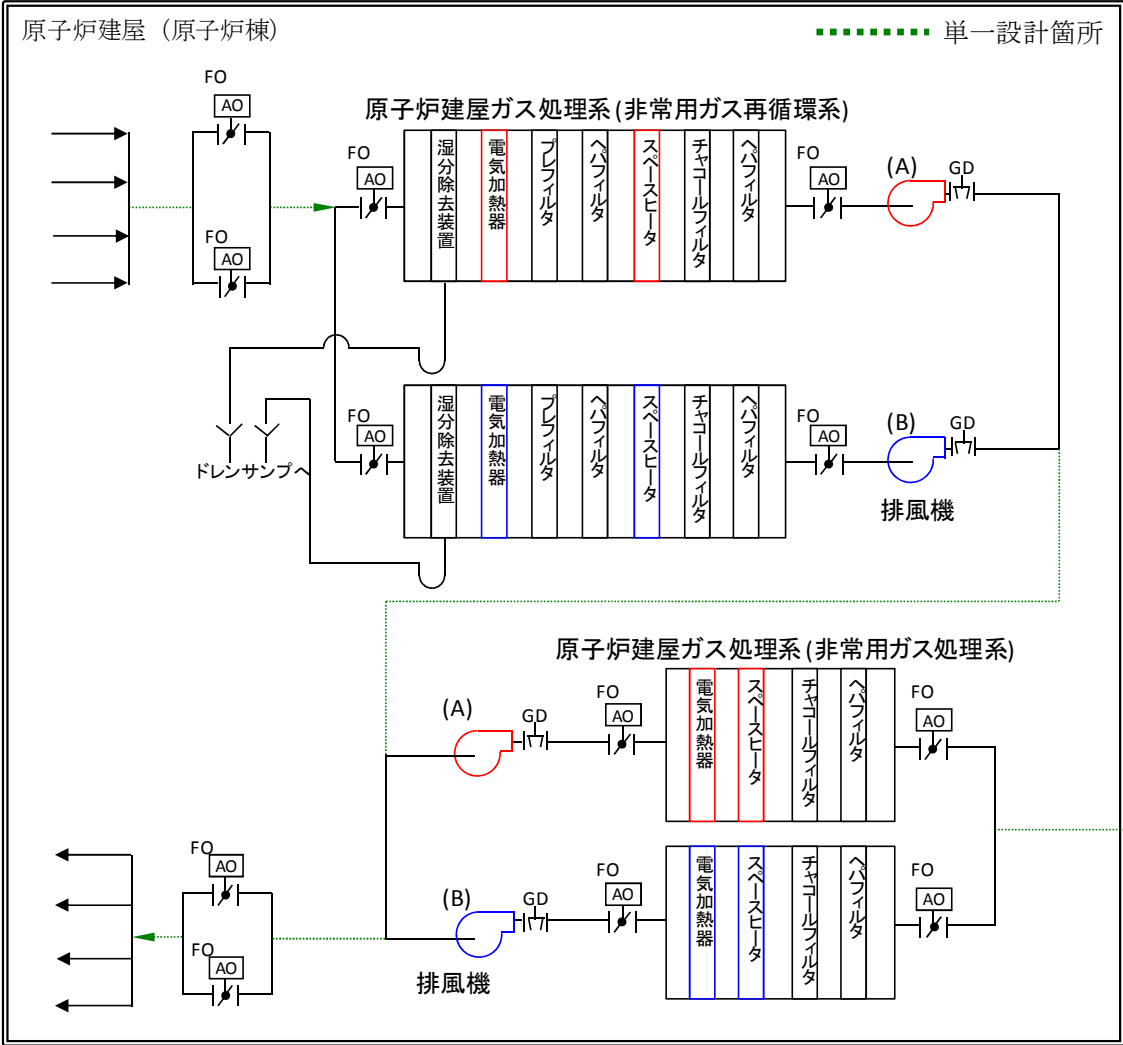 原子炉建屋（原子炉棟）
単一設計箇所
FO
AO
FO
AO
原子炉建屋ガス処理系(非常用ガス再循環系)
FO
AO
湿分除去装置
電気加熱器
プレフィルタ
ヘパフィルタ
スペースヒータ
チャコールフィルタ
ヘパフィルタ
FO
AO
(A)
GD
FO
AO
湿分除去装置
電気加熱器
プレフィルタ
ヘパフィルタ
スペースヒータ
チャコールフィルタ
ヘパフィルタ
FO
AO
(B)
GD
排風機
ドレンサンプへ
原子炉建屋ガス処理系(非常用ガス処理系)
(A)
GD
FO
AO
電気加熱器
スペースヒータ
チャコールフィルタ
ヘパフィルタ
FO
AO
FO
AO
FO
AO
(B)
GD
排風機
FO
AO
電気加熱器
スペースヒータ
チャコールフィルタ
ヘパフィルタ
FO
AO